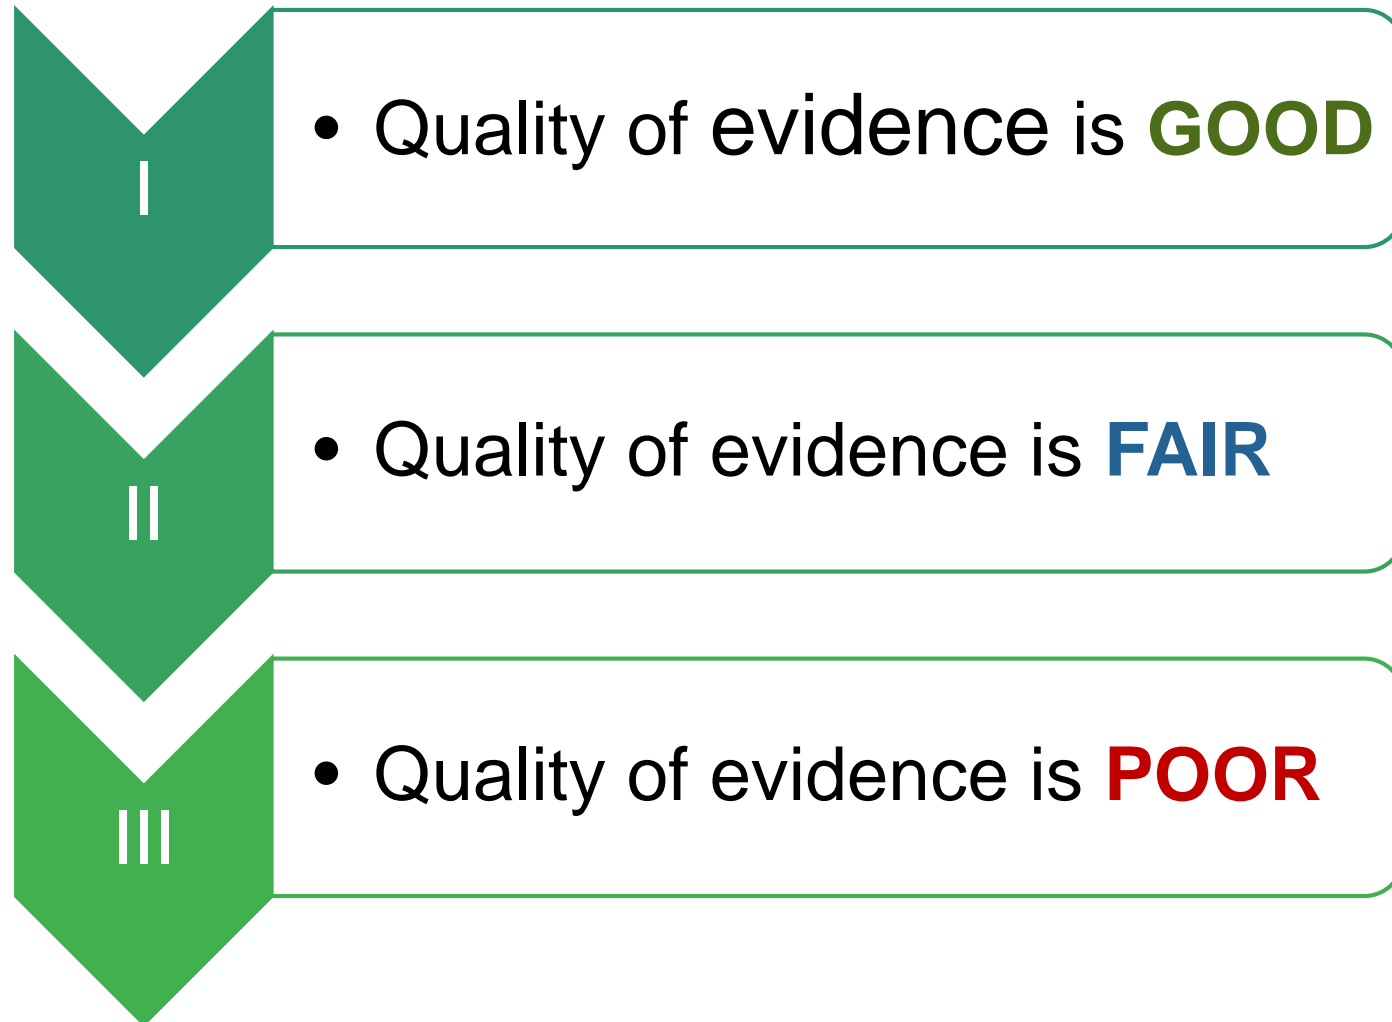 I
• Quality of evidence is GOOD
II
• Quality of evidence is FAIR
III
• Quality of evidence is POOR